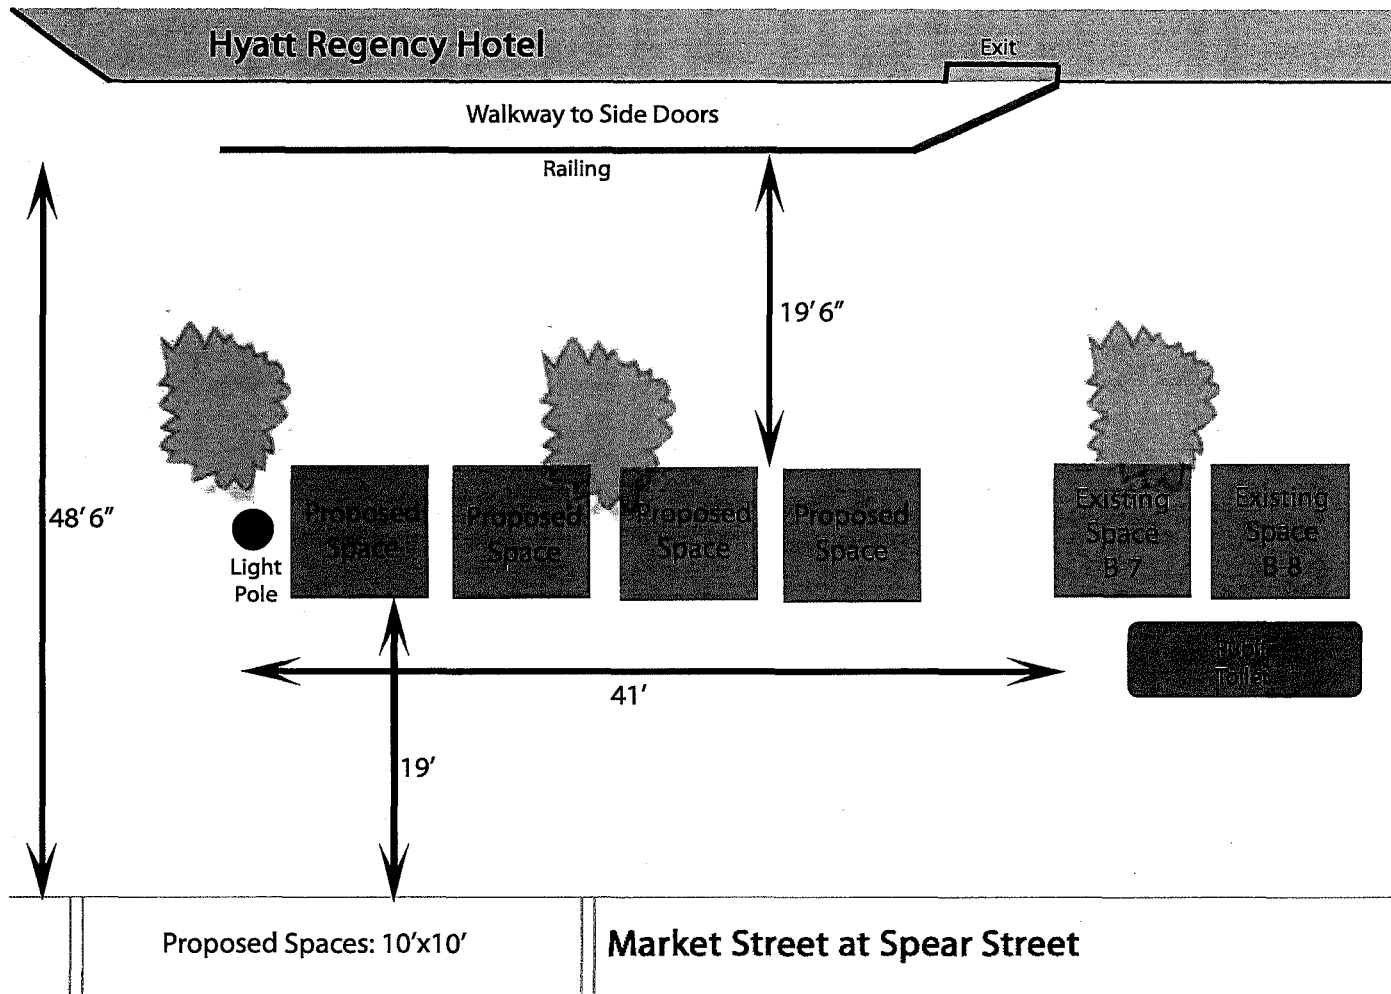 Hyatt Regency Hotel
Exit
Walkway to Side Doors
Railing
19' 6"
48' 6"
Light
Pole
Proposed
Space
Proposed
Space
Proposed
Space
Proposed
Space
Existing
Space
B-7
Existing
Space
B-8
Public
Toilet
41'
19'
Proposed Spaces: 10'x10'
Market Street at Spear Street